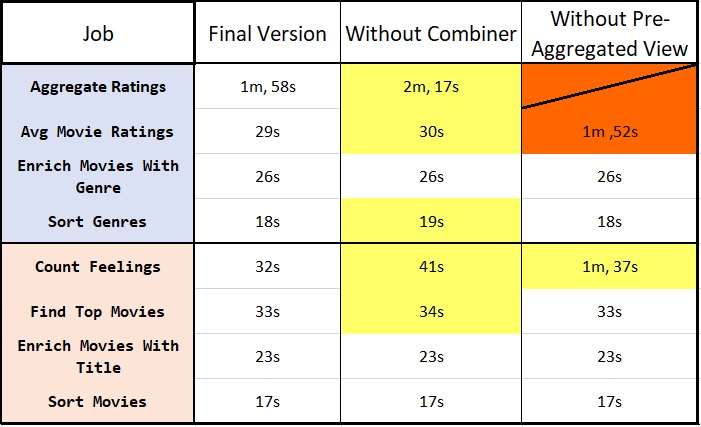 Job Final Version Without Combiner Without Pre-
Aggregated View
Aggregate Ratings 1m, 58s 2m, 17s
Avg Movie Ratings 29s 30s 1m ,52s
Enrich Movies With
Genre 26s 26s 26s
Sort Genres 18s 19s 18s
Count Feelings 32s 41s 1m, 37s
Find Top Movies 33s 34s 33s
Enrich Movies With
Title 23s 23s 23s
Sort Movies 17s 17s 17s